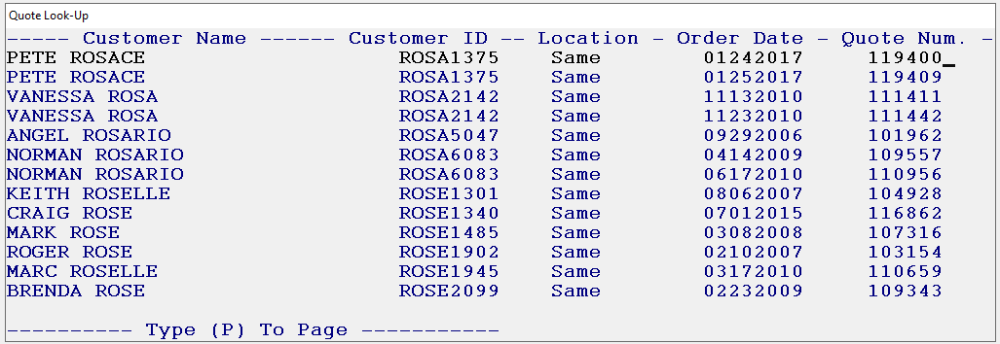 Quote Look-Up
----- Customer Name ------ Customer ID -- Location - Order Date - Quote Num. -
PETE ROSACE ROSA1375 Same 01242017 119400_
PETE ROSACE ROSA1375 Same 01252017 119409
VANESSA ROSA ROSA2142 Same 11132010 111411
VANESSA ROSA ROSA2142 Same 11232010 111442
ANGEL ROSARIO ROSA5047 Same 09292006 101962
NORMAN ROSARIO ROSA6083 Same 04142009 109557
NORMAN ROSARIO ROSA6083 Same 06172010 110956
KEITH ROSELLE ROSE1301 Same 08062007 104928
CRAIG ROSE ROSE1340 Same 07012015 116862
MARK ROSE ROSE1485 Same 03082008 107316
ROGER ROSE ROSE1902 Same 02102007 103154
MARC ROSELLE ROSE1945 Same 03172010 110659
BRENDA ROSE ROSE2099 Same 02232009 109343
---------- Type (P) To Page -----------